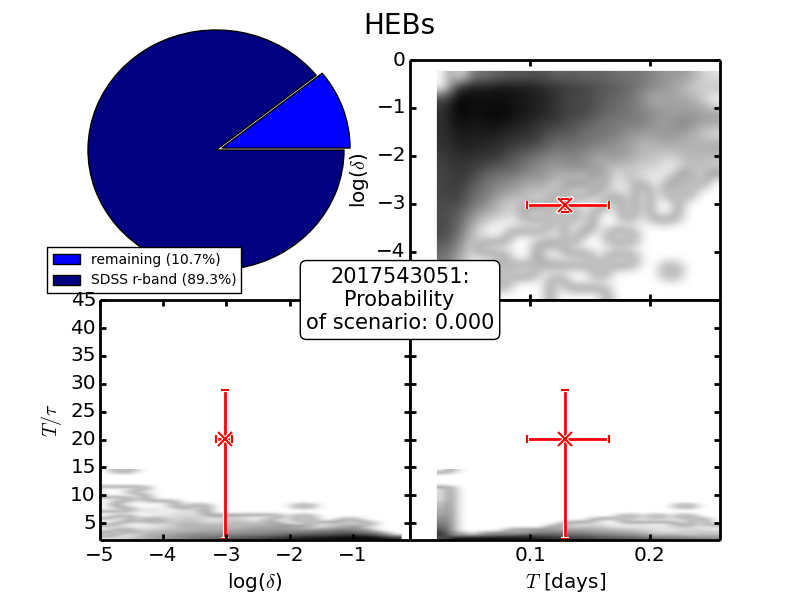 HEBs
0
−1
−2
−3
−4
log(δ)
remaining (10.7%)
SDSS r-band (89.3%)
2017543051:
Probability
of scenario: 0.000
45
40
35
30
25
20
15
10
5
T/τ
−5 −4 −3 −2 −1
log(δ)
0.1 0.2
T [days]